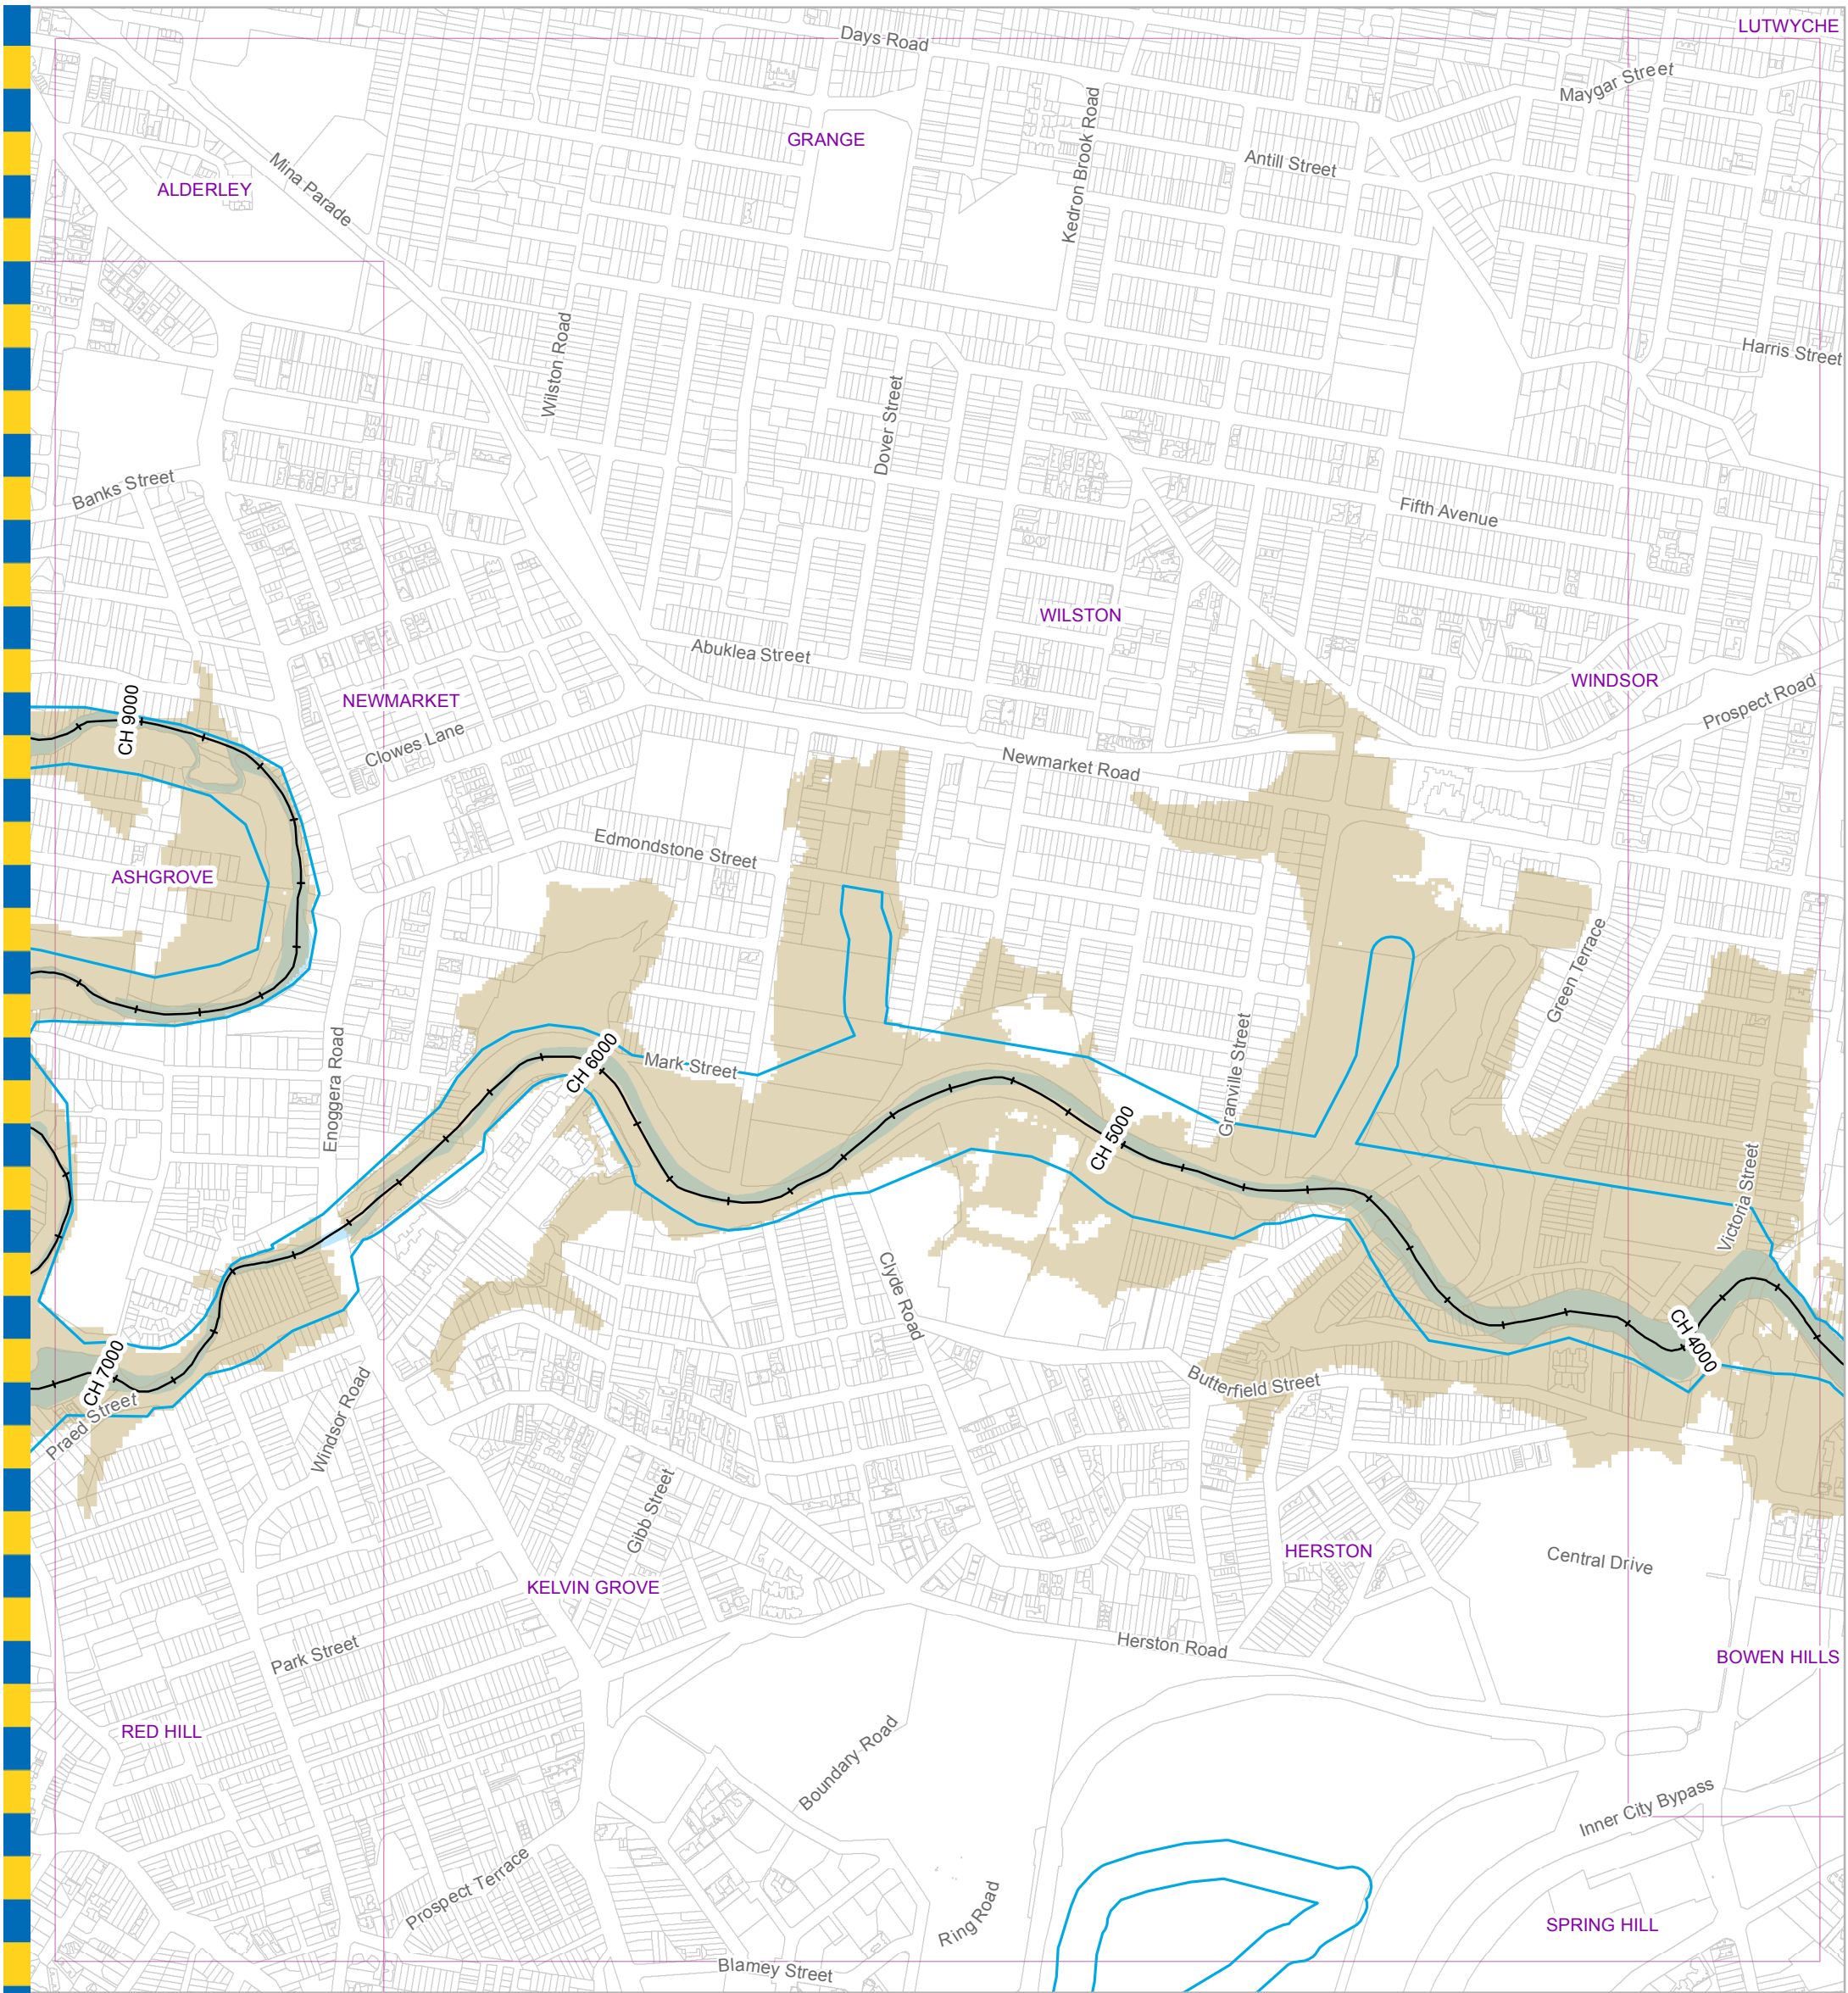 LUTWYCHE
Days Road
Maygar Street
GRANGE
Kedron Brook Road
Antill Street
Mina Parade
ALDERLEY
Harris Street
Wilston Road
Dover Street
Banks Street
Fifth Avenue
WILSTON
Abuklea Street
WINDSOR
Prospect Road
NEWMARKET
CH 9000
Clowes Lane
Newmarket Road
Edmondstone Street
ASHGROVE
Green Terrace
Enoggera Road
CH 6000
Mark Street
Granville Street
CH 5000
Victoria Street
Clyde Road
CH 4000
CH 7000
Butterfield Street
Praed Street
Windsor Road
Gibb Street
HERSTON
Central Drive
KELVIN GROVE
Herston Road
Park Street
BOWEN HILLS
RED HILL
Boundary Road
Inner City Bypass
Prospect Terrace
Ring Road
SPRING HILL
Blamey Street